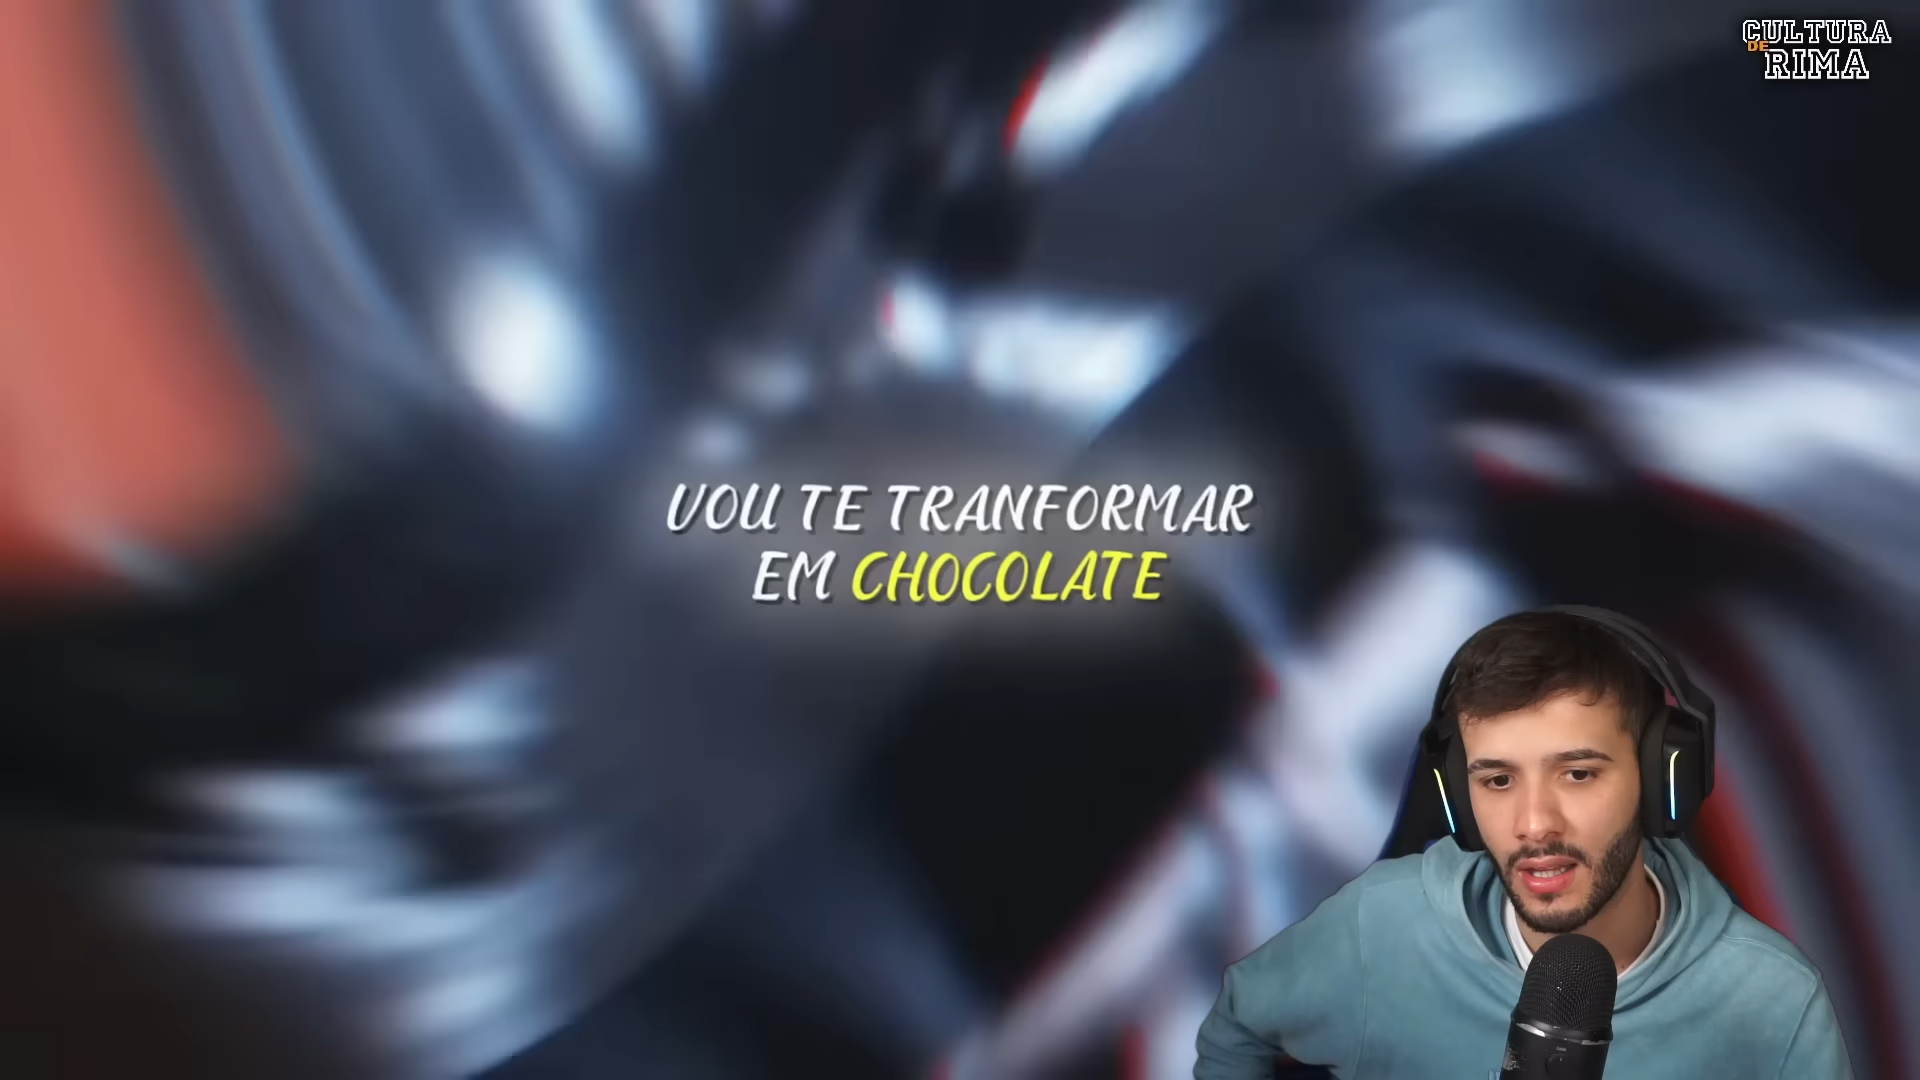 CULTURA
DE
RIMA
VOU TE TRANFORMAR
EM CHOCOLATE